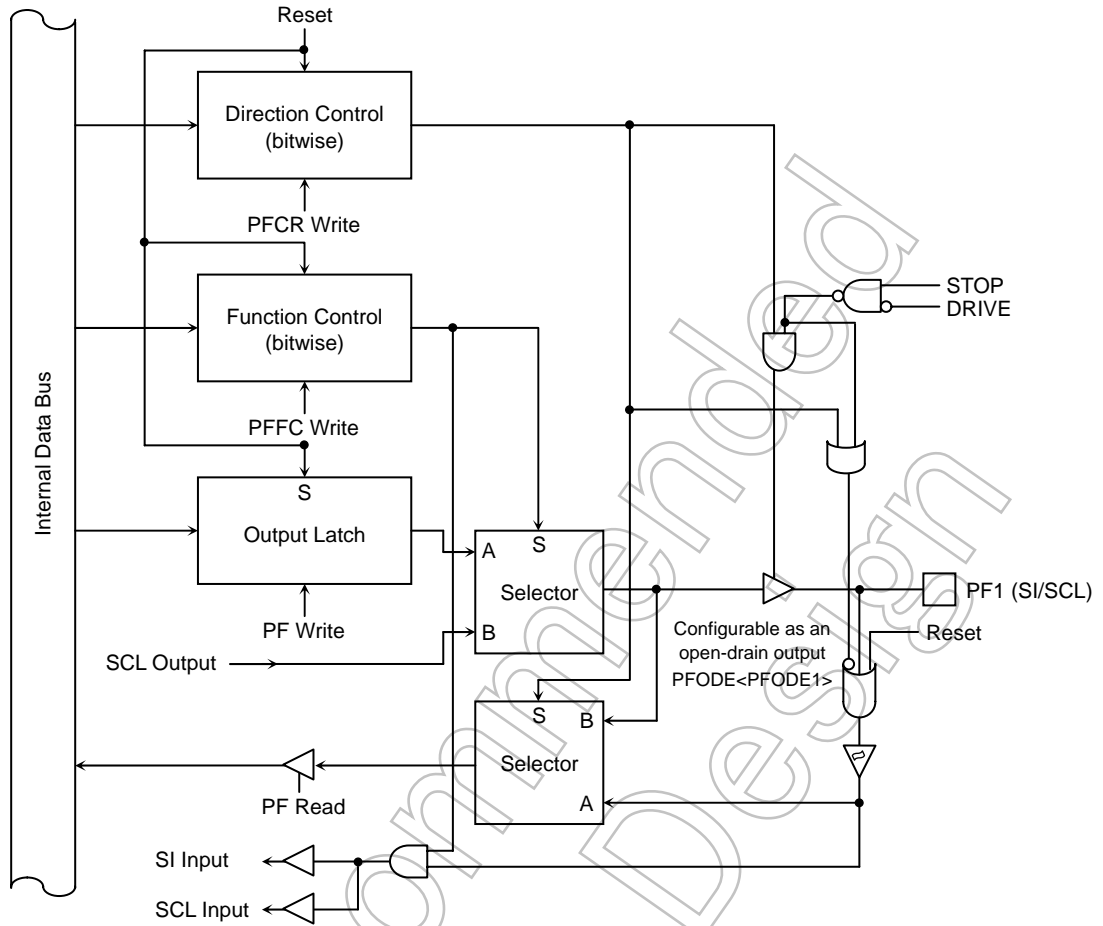 Reset
Direction Control
(bitwise)
PFCR Write
STOP
DRIVE
Function Control
(bitwise)
PFFC Write
Internal Data Bus
S
Output Latch
PF Write
A
S
Selector
B
SCL Output
PF1 (SI/SCL)
Configurable as an
open-drain output
PFODE<PFODE1>
Reset
S
B
Selector
A
PF Read
SI Input
SCL Input
ommended
Design